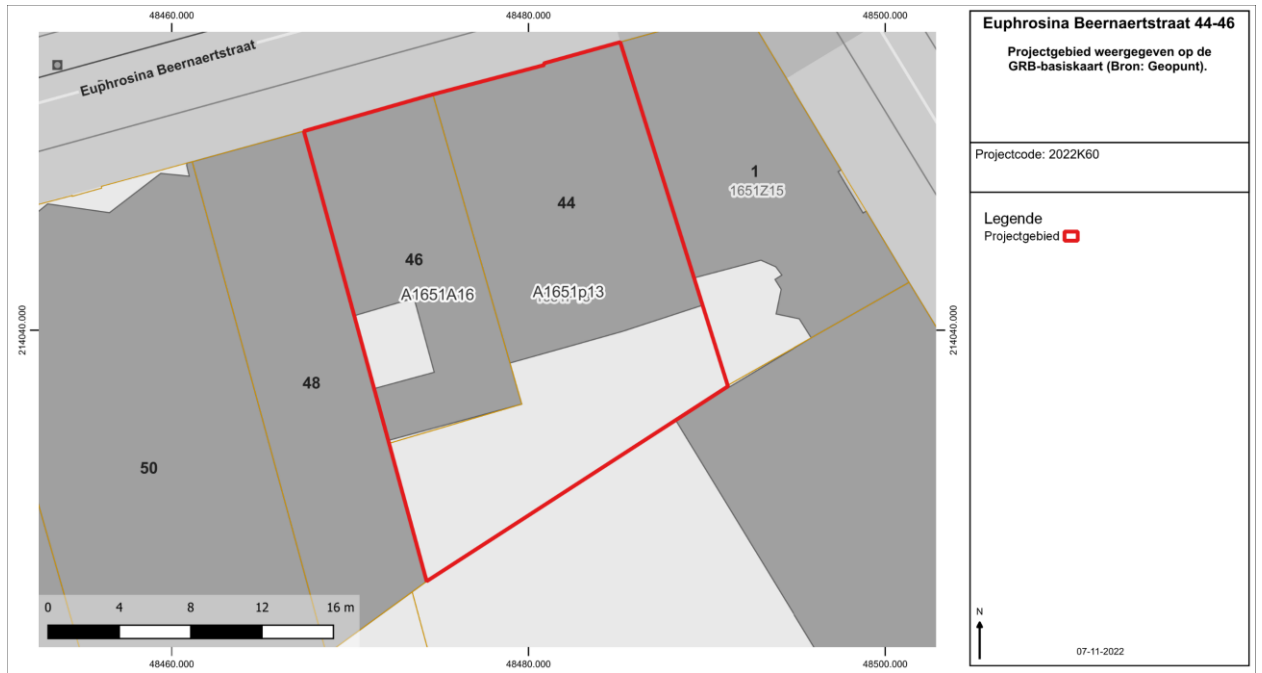 48460.000
48480.000
48500.000
Euphrosina Beernaertstraat
1
1651Z15
44
46
A1651A16
A1651p13
214040.000
214040.000
48
50
0 4 8 12 16 m
48460.000
48480.000
48500.000
Euphrosina Beernaertstraat 44-46
Projectgebied weergegeven op de
GRB-basiskaart (Bron: Geopunt).
Projectcode: 2022K60
Legende
Projectgebied
N
07-11-2022